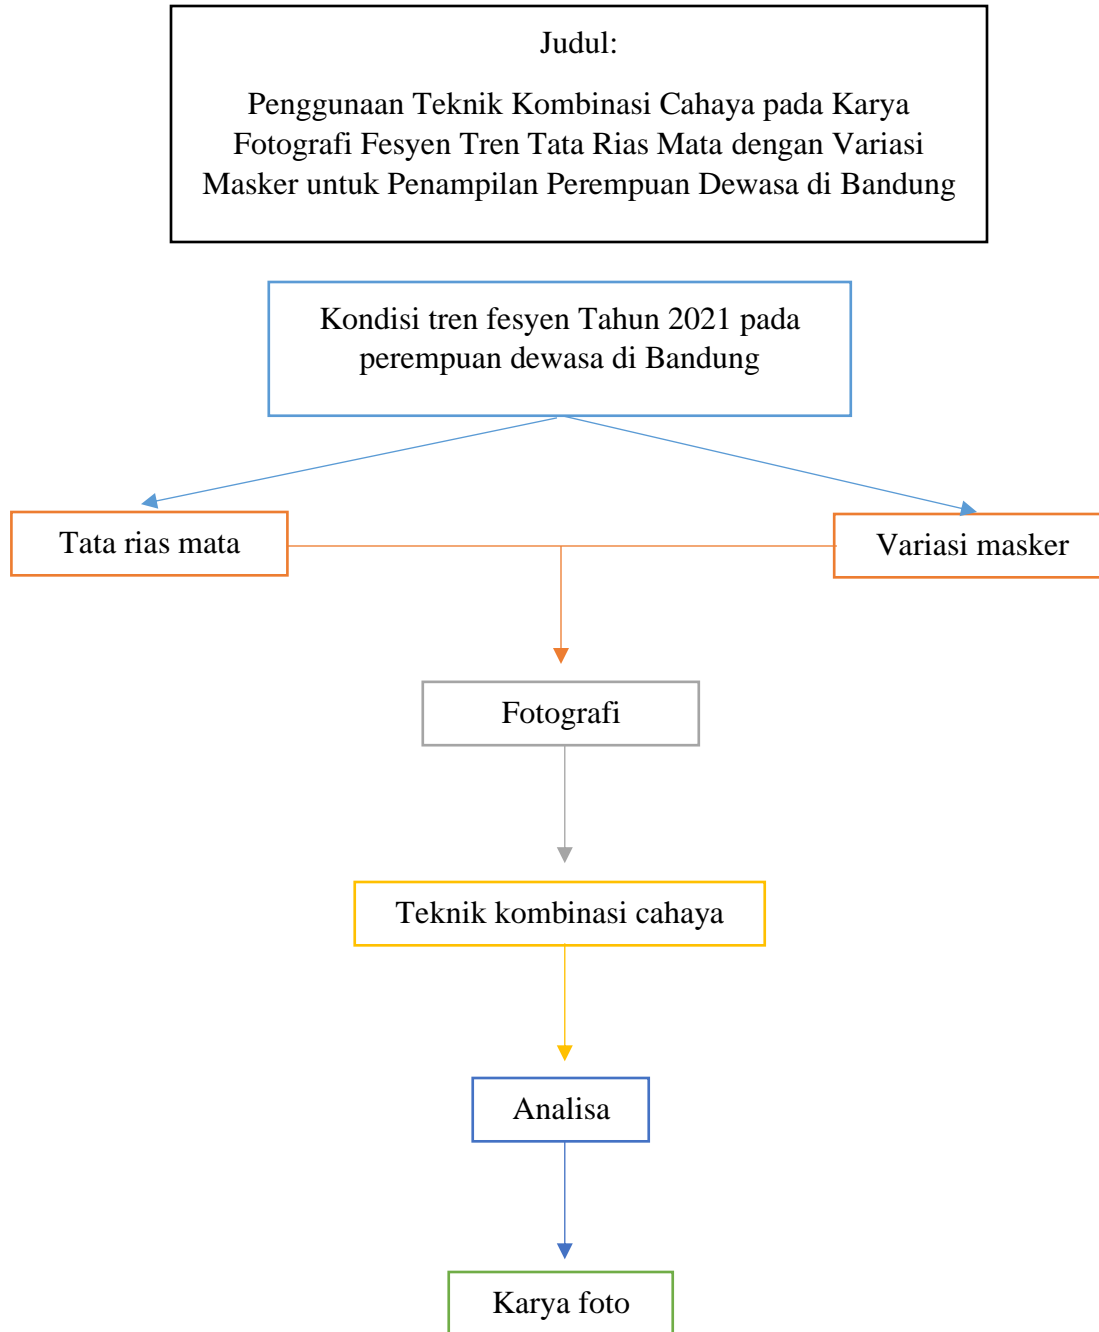 Judul:
Penggunaan Teknik Kombinasi Cahaya pada Karya
Fotografi Fesyen Tren Tata Rias Mata dengan Variasi
Masker untuk Penampilan Perempuan Dewasa di Bandung
Kondisi tren fesyen Tahun 2021 pada
perempuan dewasa di Bandung
Tata rias mata
Variasi masker
Fotografi
Teknik kombinasi cahaya
Analisa
Karya foto